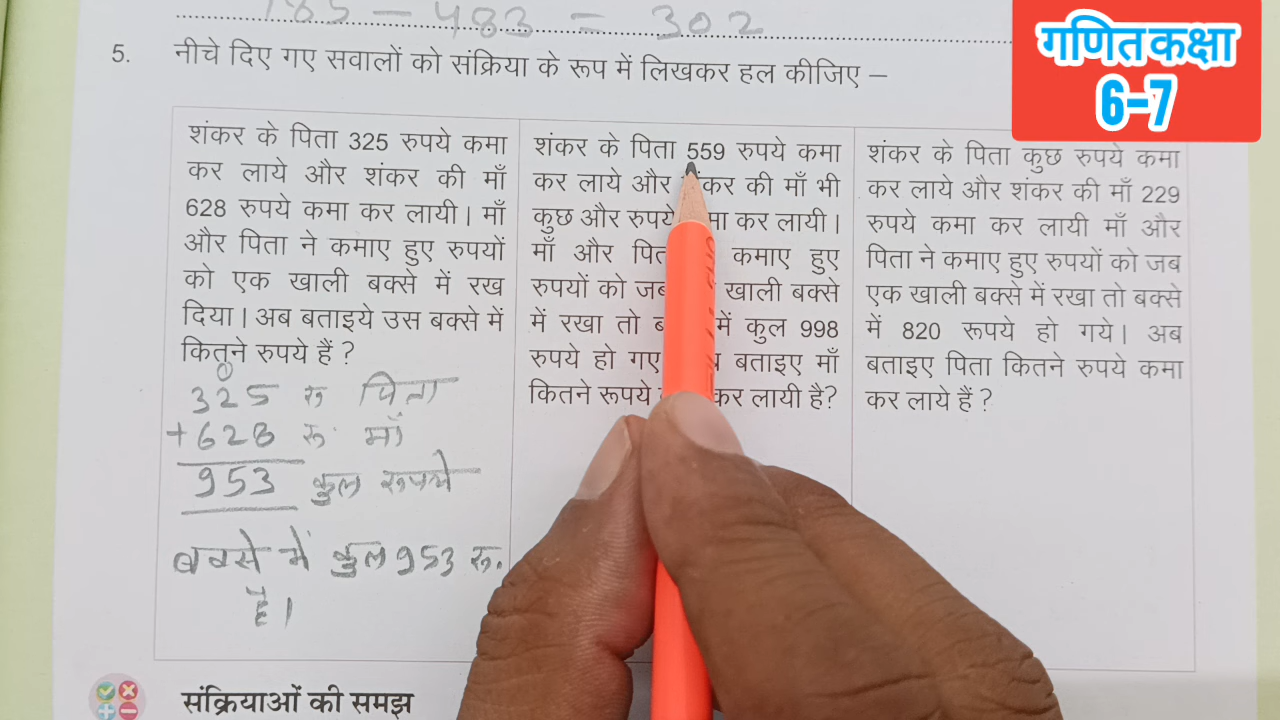 785 – 483 = 302
गणित कक्षा
6-7
5. नीचे दिए गए सवालों को संक्रिया के रूप में लिखकर हल कीजिए –
शंकर के पिता 325 रुपये कमा
कर लाये और शंकर की माँ
628 रुपये कमा कर लायी। माँ
और पिता ने कमाए हुए रुपयों
को एक खाली बक्से में रख
दिया। अब बताइये उस बक्से में
कितने रुपये हैं ?
1
325 रु पिता
+628 रु. माँ
953 कुल रूपये
बक्से में कुल 953 रू.
है।
शंकर के पिता 559 रुपये कमा
कर लाये और शंकर की माँ भी
कुछ और रुपये कमा कर लायी।
माँ और पिता कमाए हुए
रुपयों को जब खाली बक्से
में रखा तो में कुल 998
रुपये हो गए बताइए माँ
कितने रूपये कर लायी है?
शंकर के पिता कुछ रुपये कमा
कर लाये और शंकर की माँ 229
रुपये कमा कर लायी माँ और
पिता ने कमाए हुए रुपयों को जब
एक खाली बक्से में रखा तो बक्से
में 820 रूपये हो गये। अब
बताइए पिता कितने रुपये कमा
कर लाये हैं ?
संक्रियाओं की समझ